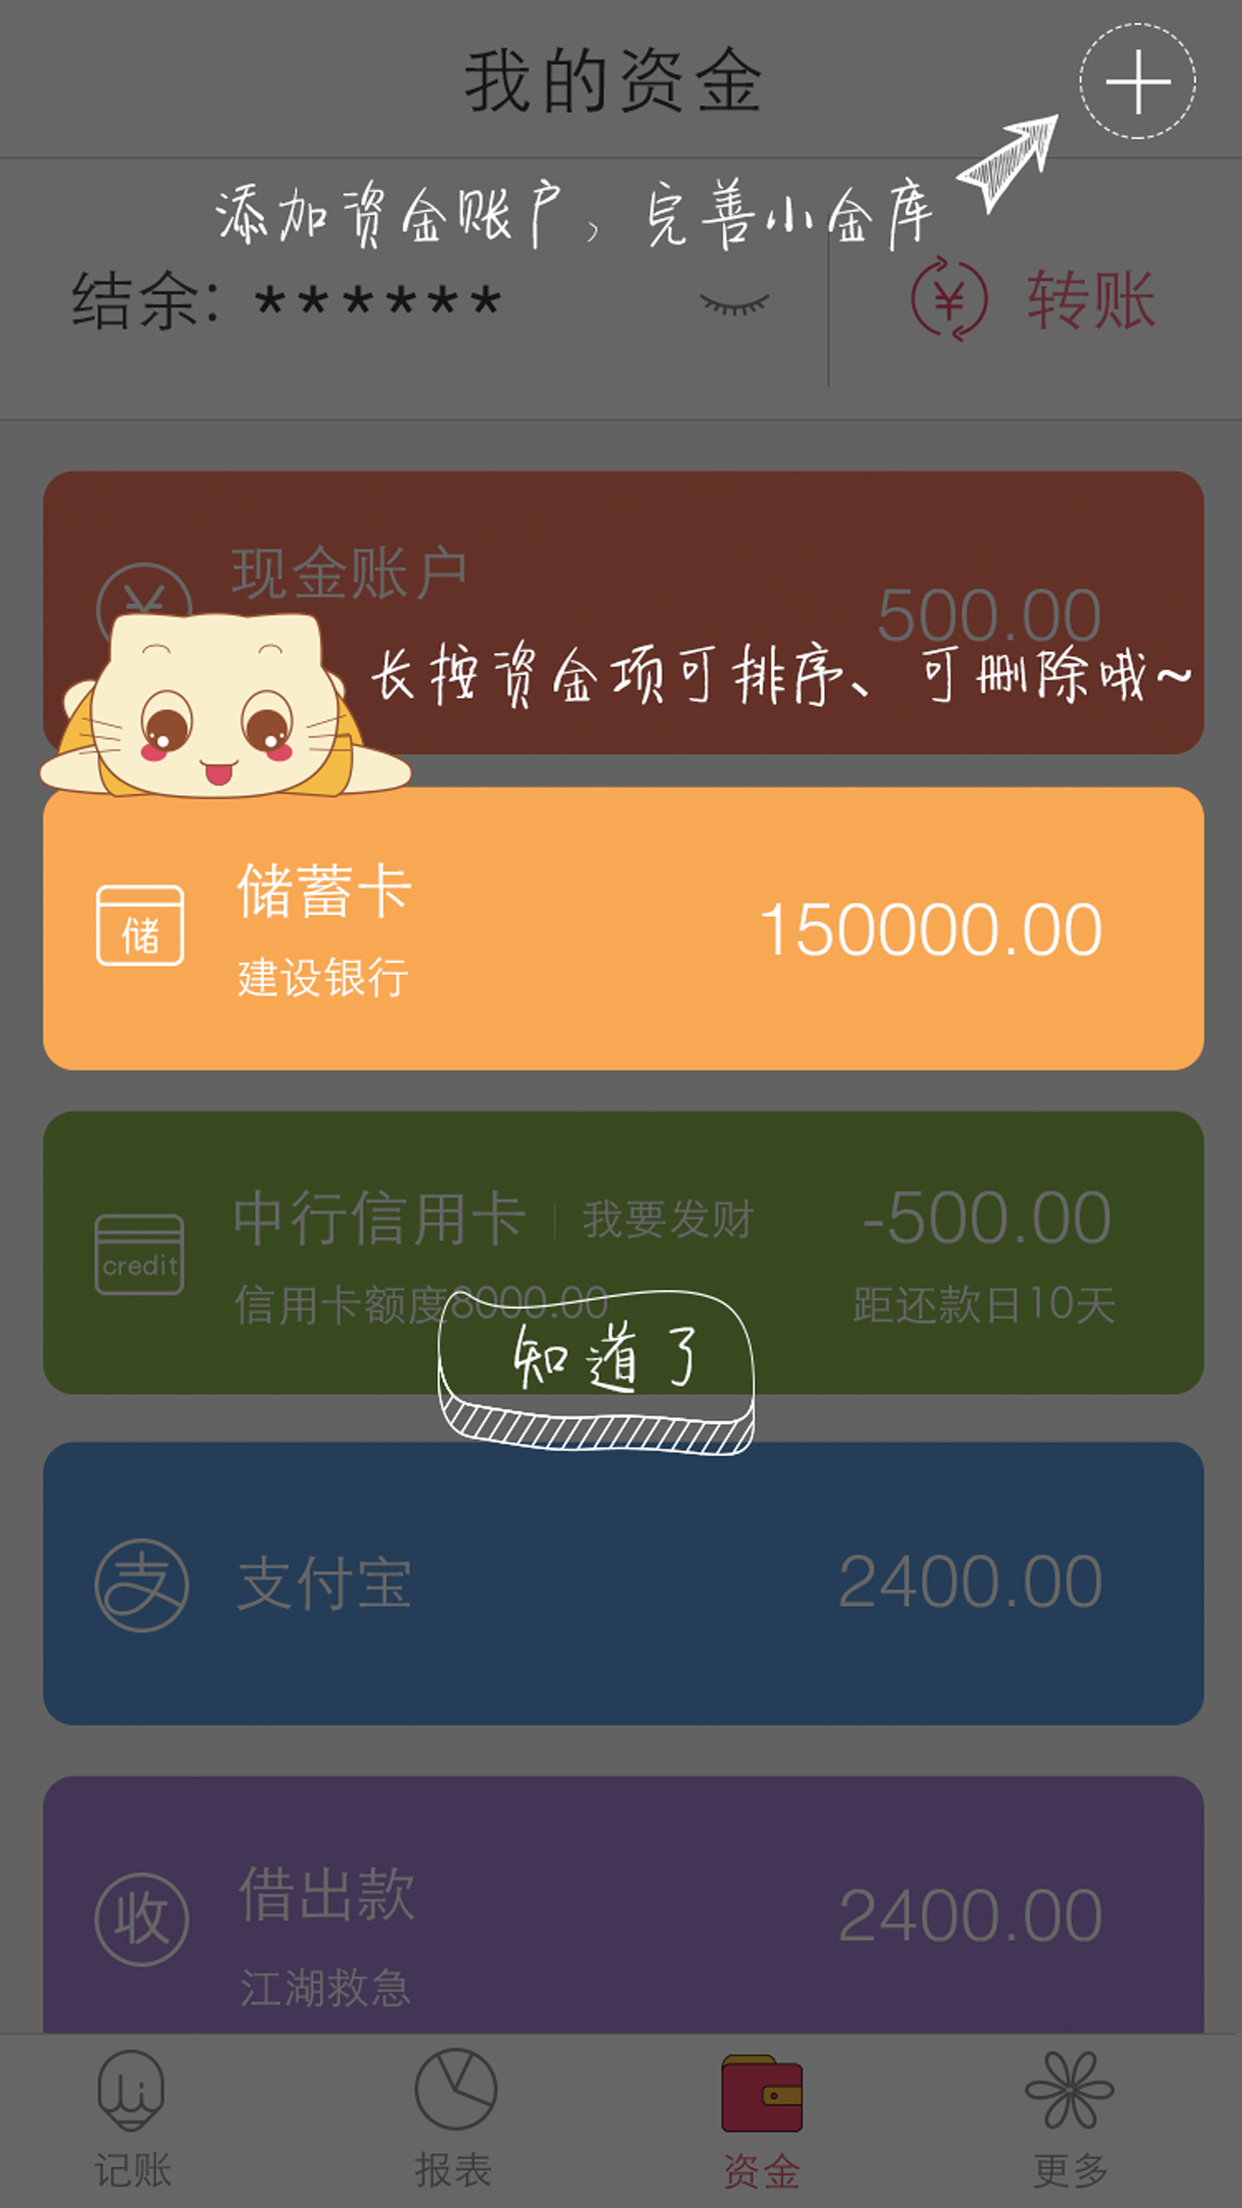 我的资金
添加资金账户，完善小金库
结余: ******
转账
现金账户
500.00
长按资金项可排序、可删除哦~
储
储蓄卡
建设银行
150000.00
credit
中行信用卡 | 我要发财
-500.00
信用卡额度8000.00
距还款日10天
知道了
支
支付宝
2400.00
收
借出款
2400.00
江湖救急
记账
报表
资金
更多